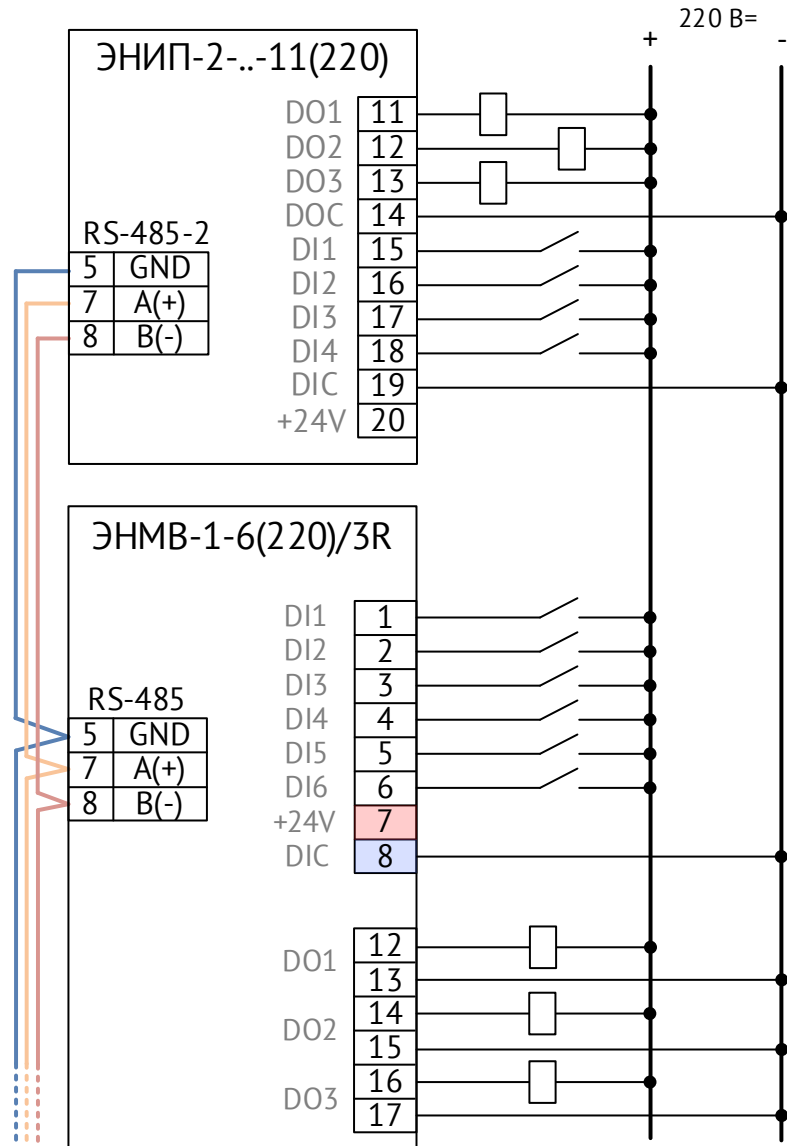 220 В=
+ -
ЭНИП-2-..-11(220)
DO1 11
DO2 12
DO3 13
DOC 14
RS-485-2
DI1 15
5 GND
DI2 16
7 A(+)
DI3 17
8 B(-)
DI4 18
DIC 19
+24V 20
ЭНМВ-1-6(220)/3R
DI1 1
DI2 2
DI3 3
RS-485
DI4 4
5 GND
DI5 5
7 A(+)
DI6 6
8 B(-)
+24V 7
DIC 8
DO1 12
13
DO2 14
15
DO3 16
17